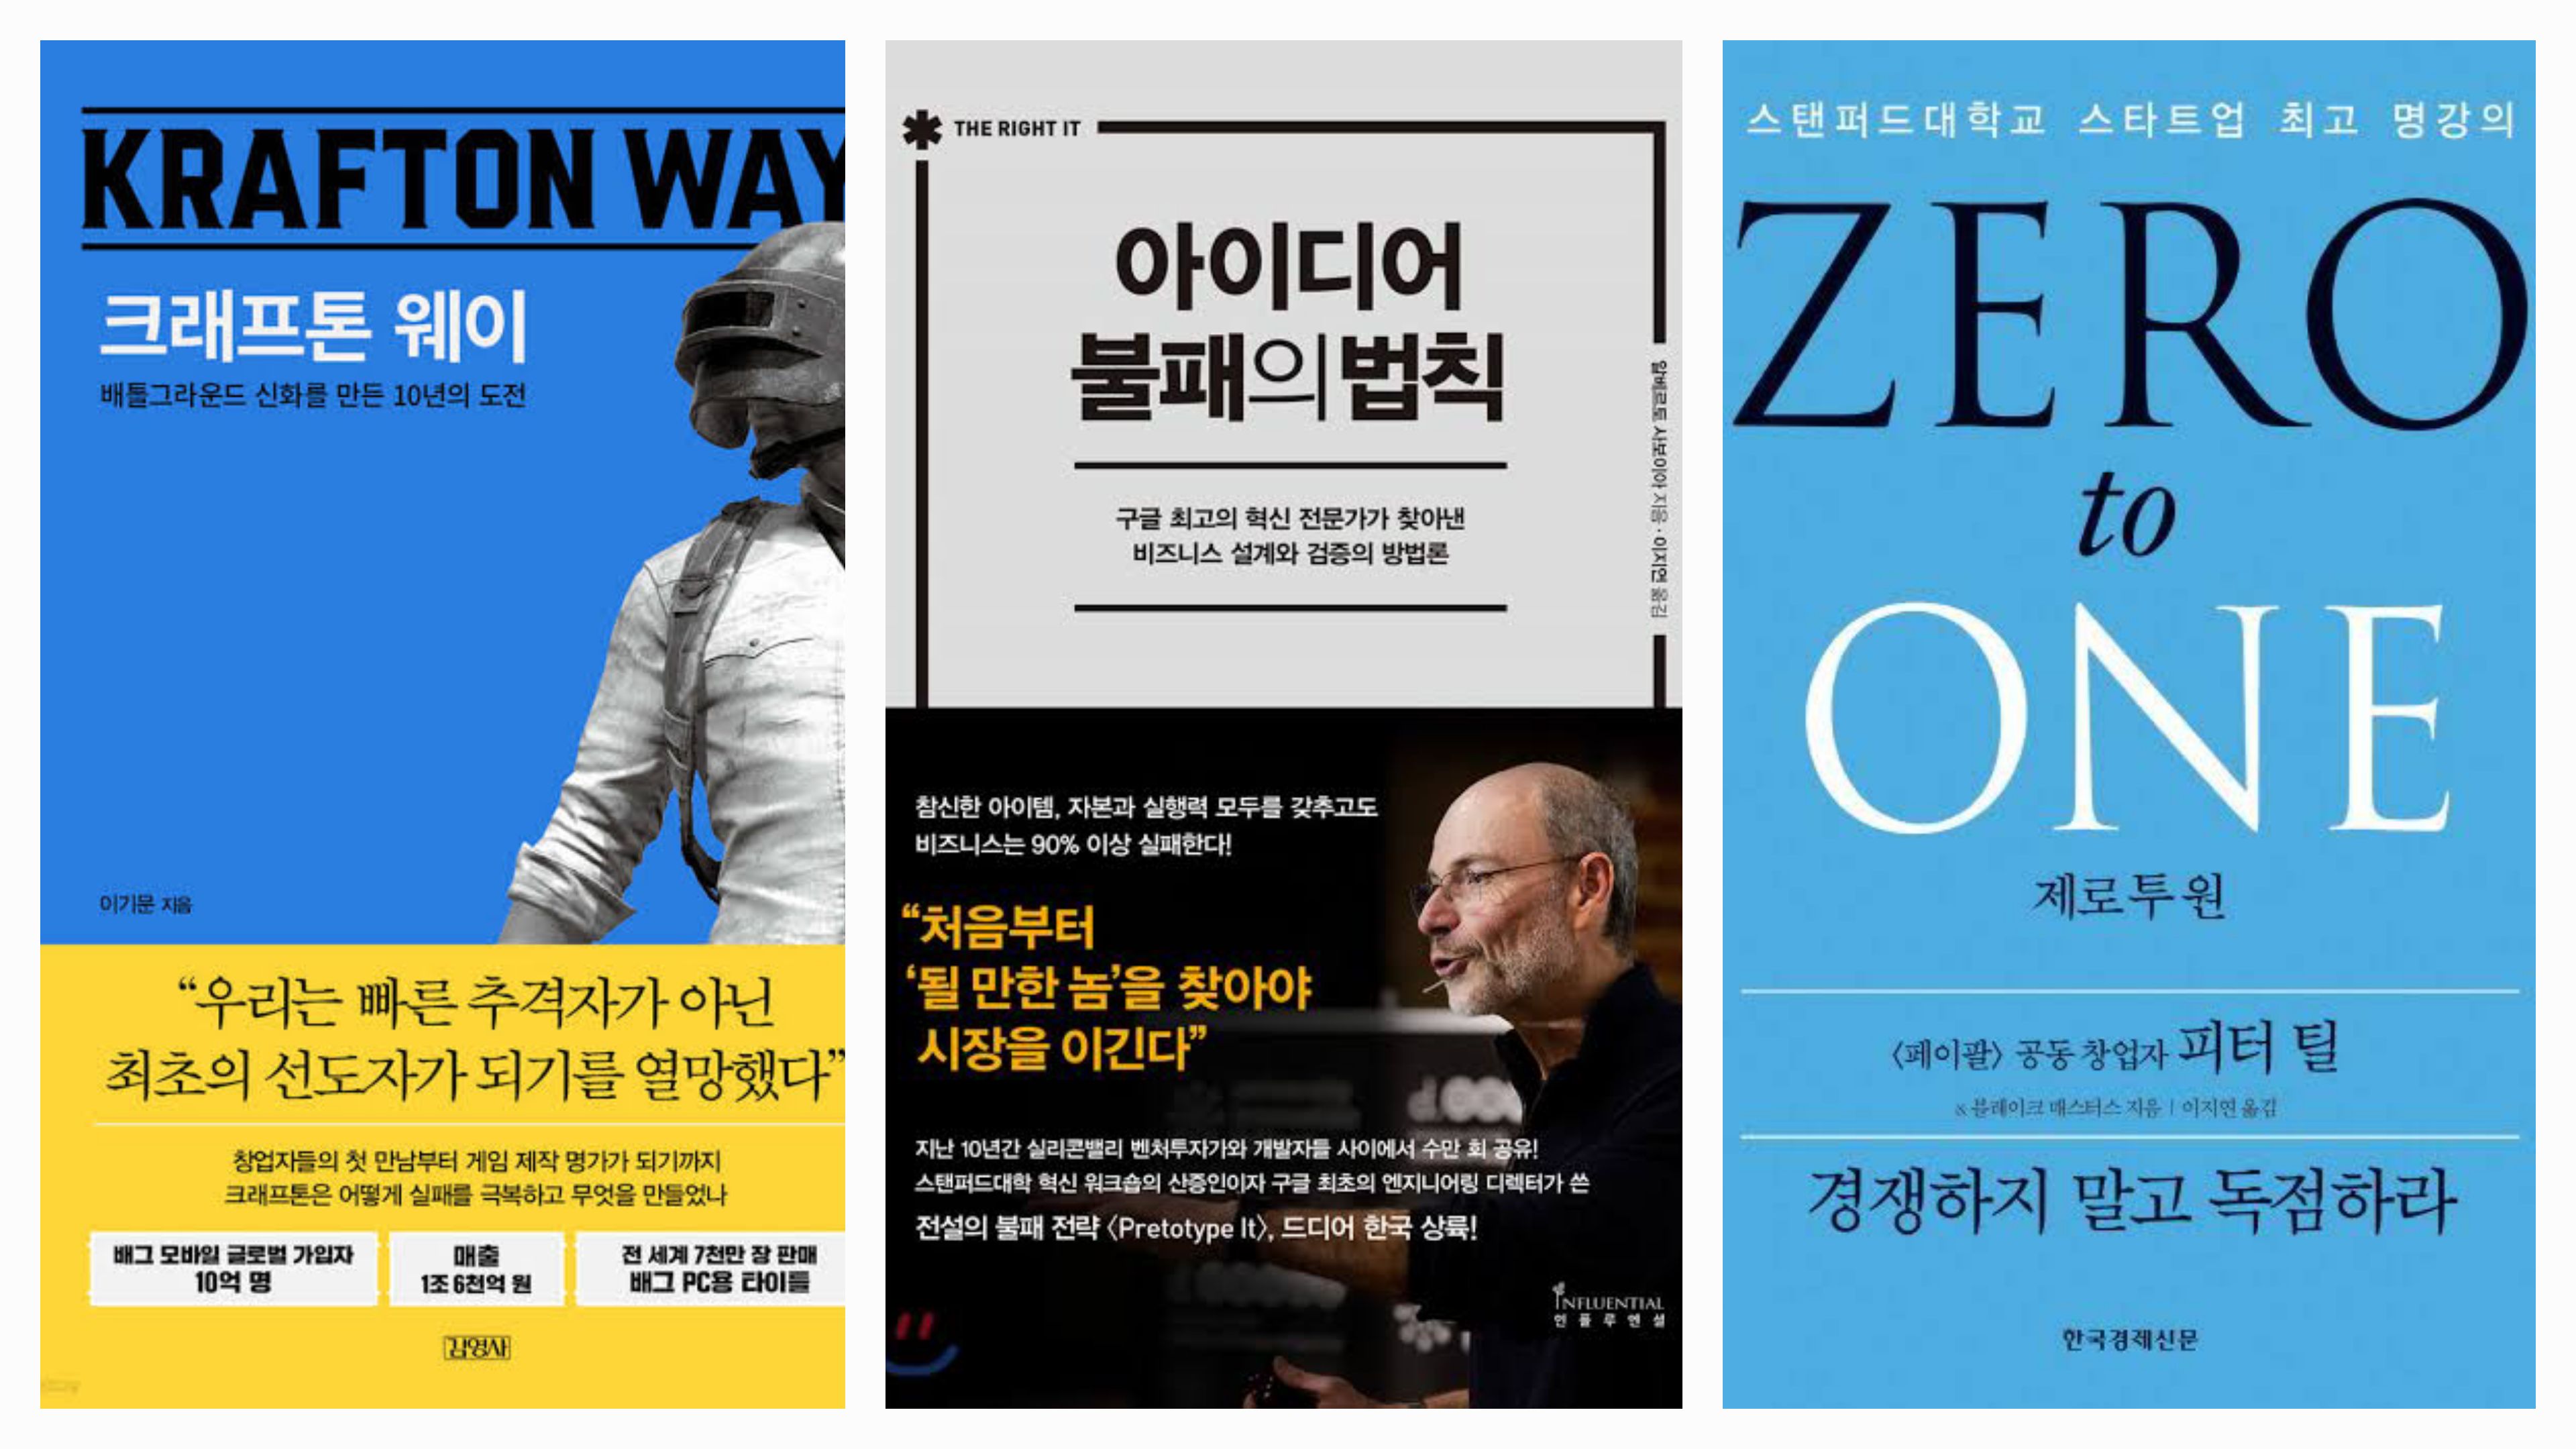 KRAFTON WAY
크래프톤 웨이
배틀그라운드 신화를 만든 10년의 도전
이기문 지음
“우리는 빠른 추격자가 아닌
최초의 선도자가 되기를 열망했다”
창업자들의 첫 만남부터 게임 제작 명가가 되기까지
크래프톤은 어떻게 실패를 극복하고 무엇을 만들었나
배그 모바일 글로벌 가입자
10억 명
매출
1조 6천억 원
전 세계 7천만 장 판매
배그 PC용 타이틀
김영사
THE RIGHT IT
아이디어
불패의 법칙
구글 최고의 혁신 전문가가 찾아낸
비즈니스 설계와 검증의 방법론
알베르토 사보이아 지음 · 이지연 옮김
참신한 아이템, 자본과 실행력 모두를 갖추고도
비즈니스는 90% 이상 실패한다!
“처음부터
‘될 만한 놈’을 찾아야
시장을 이긴다”
지난 10년간 실리콘밸리 벤처투자가와 개발자들 사이에서 수만 회 공유!
스탠퍼드대학 혁신 워크숍의 산증인이자 구글 최초의 엔지니어링 디렉터가 쓴
전설의 불패 전략 〈Pretotype It〉, 드디어 한국 상륙!
INFLUENTIAL
인플루엔셜
스탠퍼드대학교 스타트업 최고 명강의
ZERO
to
ONE
제로 투 원
〈페이팔〉 공동 창업자 피터 틸
& 블레이크 매스터스 지음 | 이지연 옮김
경쟁하지 말고 독점하라
한국경제신문